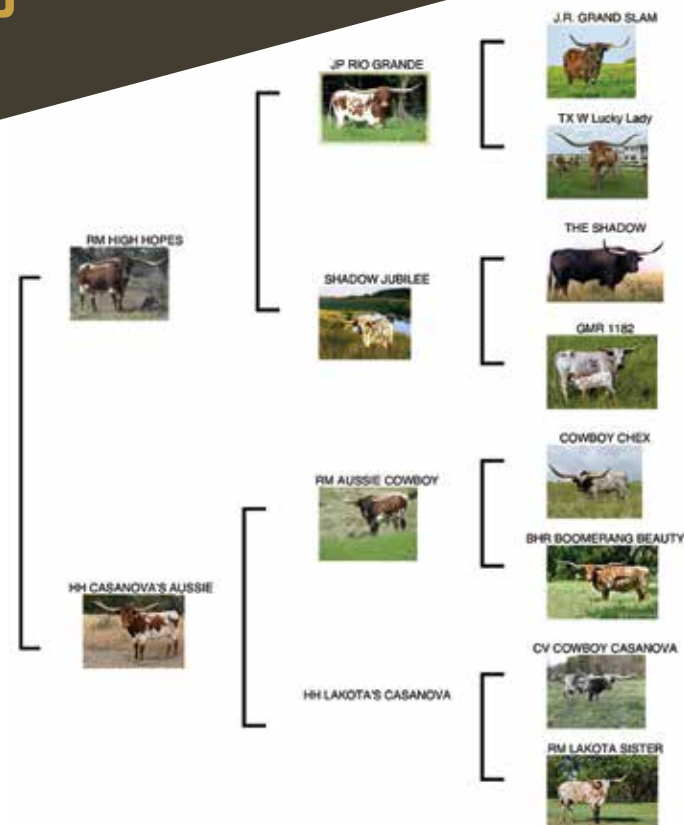 J.R. GRAND SLAM
JP RIO GRANDE
TX W Lucky Lady
RM HIGH HOPES
THE SHADOW
SHADOW JUBILEE
GMR 1182
COWBOY CHEX
RM AUSSIE COWBOY
BHR BOOMERANG BEAUTY
HH CASANOVA'S AUSSIE
CV COWBOY CASANOVA
HH LAKOTA'S CASANOVA
RM LAKOTA SISTER